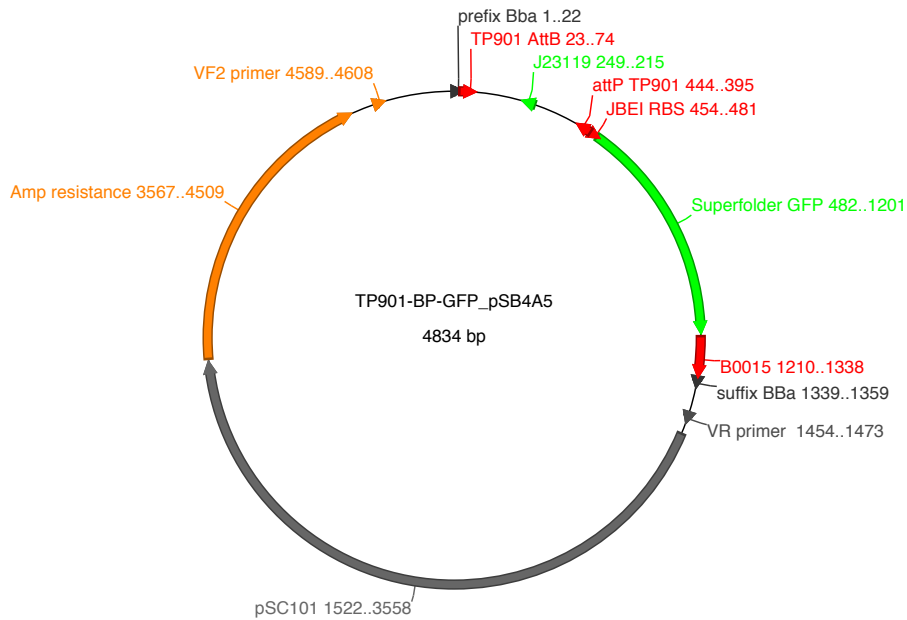 prefix Bba 1..22
TP901 AttB 23..74
VF2 primer 4589..4608
J23119 249..215
attP TP901 444..395
JBEI RBS 454..481
Amp resistance 3567..4509
Superfolder GFP 482..1201
TP901-BP-GFP_pSB4A5
4834 bp
B0015 1210..1338
suffix BBa 1339..1359
VR primer  1454..1473
pSC101 1522..3558